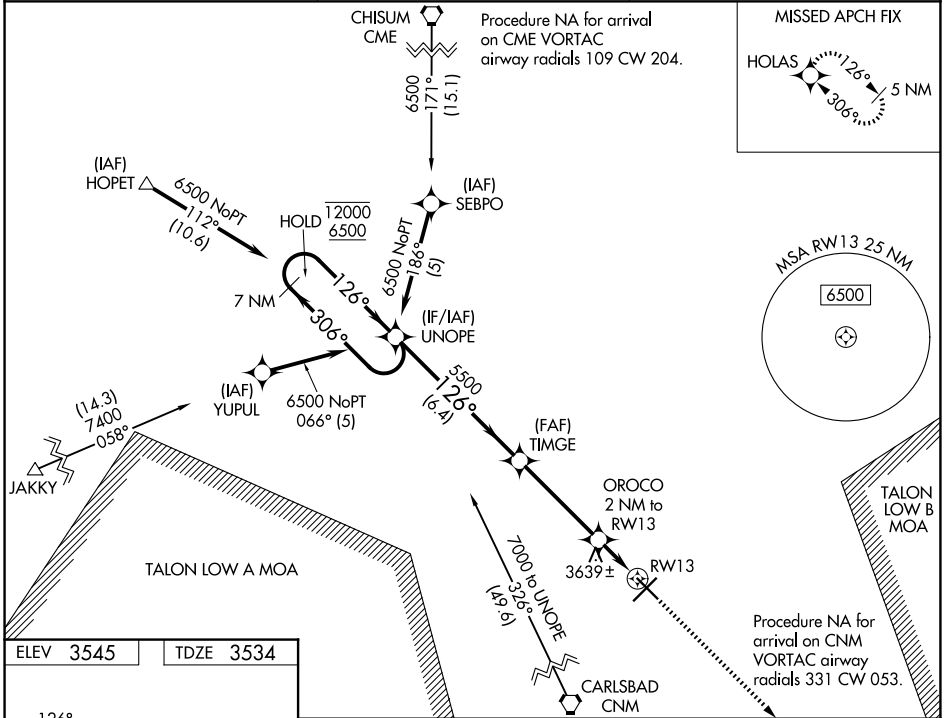 CHISUM
CME
Procedure NA for arrival
on CME VORTAC
airway radials 109 CW 204.
MISSED APCH FIX
HOLAS
126°
306°
5 NM
6500
171°
(15.1)
(IAF)
HOPET
6500 NoPT
112°
(10.6)
HOLD
12000
6500
(IAF)
SEBPO
6500 NoPT
186°
(5)
7 NM
126°
306°
(IF/IAF)
UNOPE
MSA RW13 25 NM
6500
(IAF)
YUPUL
6500 NoPT
066° (5)
5500
126°
(6.4)
(14.3)
7400
058°
JAKKY
(FAF)
TIMGE
OROCO
2 NM to
RW13
TALON
LOW B
MOA
3639±
RW13
TALON LOW A MOA
7000 to UNOPE
326°
(49.6)
Procedure NA for
arrival on CNM
VORTAC airway
radials 331 CW 053.
CARLSBAD
CNM
ELEV 3545
TDZE 3534
126°